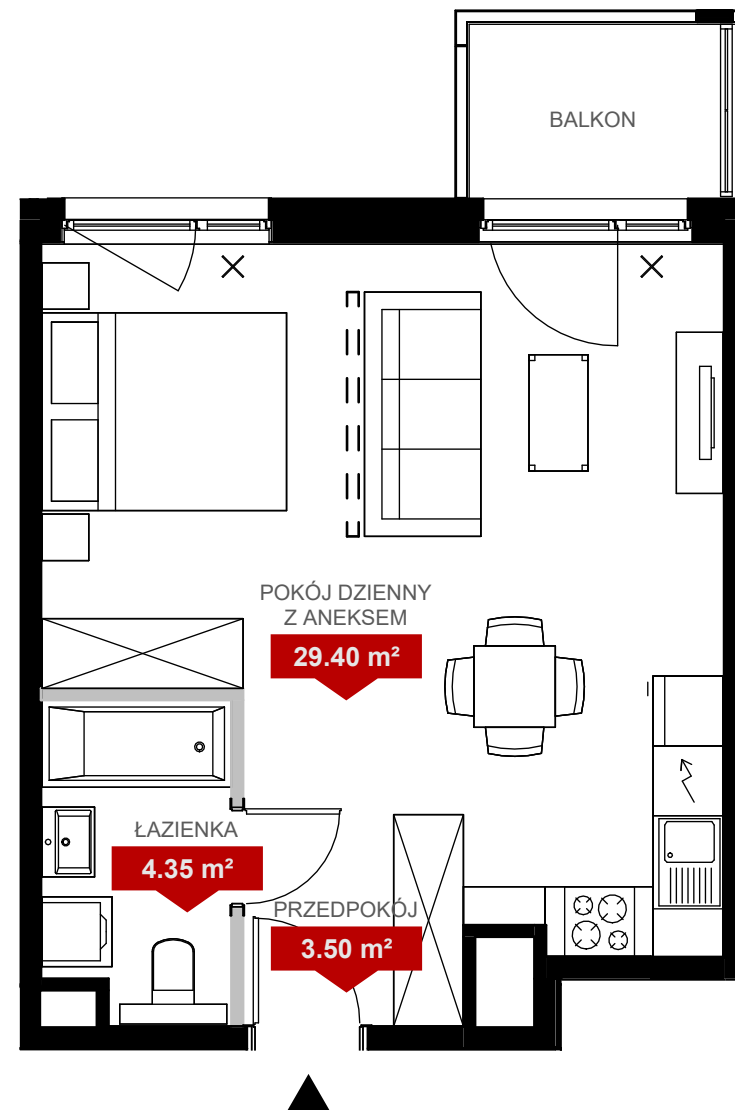 BALKON
POKÓJ DZIENNY
Z ANEKSEM
29.40 m²
ŁAZIENKA
4.35 m²
PRZEDPOKÓJ
3.50 m²